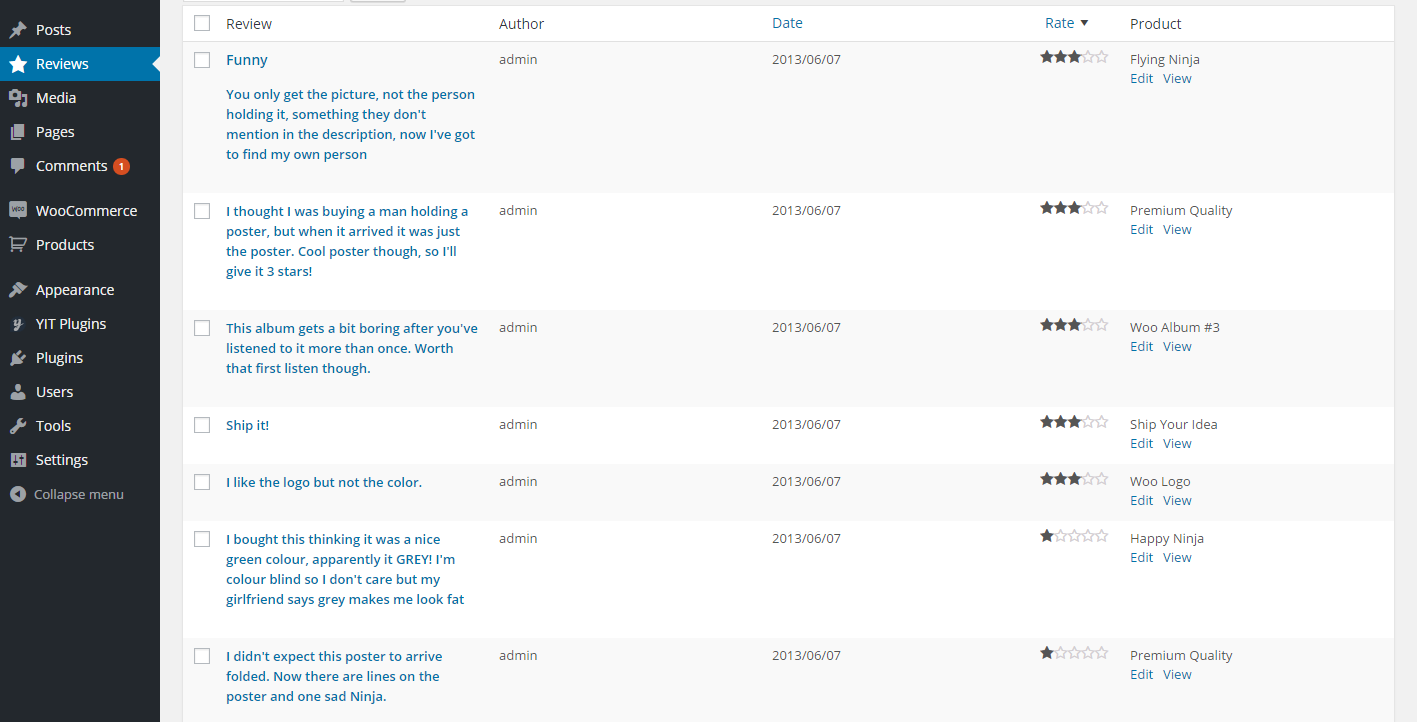 Posts
Reviews
Media
Pages
Comments 1
WooCommerce
Products
Appearance
YIT Plugins
Plugins
Users
Tools
Settings
Collapse menu
Review Author Date Rate Product
Funny admin 2013/06/07 Flying Ninja
Edit View
You only get the picture, not the person
holding it, something they don't
mention in the description, now I've got
to find my own person
I thought I was buying a man holding a admin 2013/06/07 Premium Quality
poster, but when it arrived it was just Edit View
the poster. Cool poster though, so I'll
give it 3 stars!
This album gets a bit boring after you've admin 2013/06/07 Woo Album #3
listened to it more than once. Worth Edit View
that first listen though.
Ship it! admin 2013/06/07 Ship Your Idea
Edit View
I like the logo but not the color. admin 2013/06/07 Woo Logo
Edit View
I bought this thinking it was a nice admin 2013/06/07 Happy Ninja
green colour, apparently it GREY! I'm Edit View
colour blind so I don't care but my
girlfriend says grey makes me look fat
I didn't expect this poster to arrive admin 2013/06/07 Premium Quality
folded. Now there are lines on the Edit View
poster and one sad Ninja.